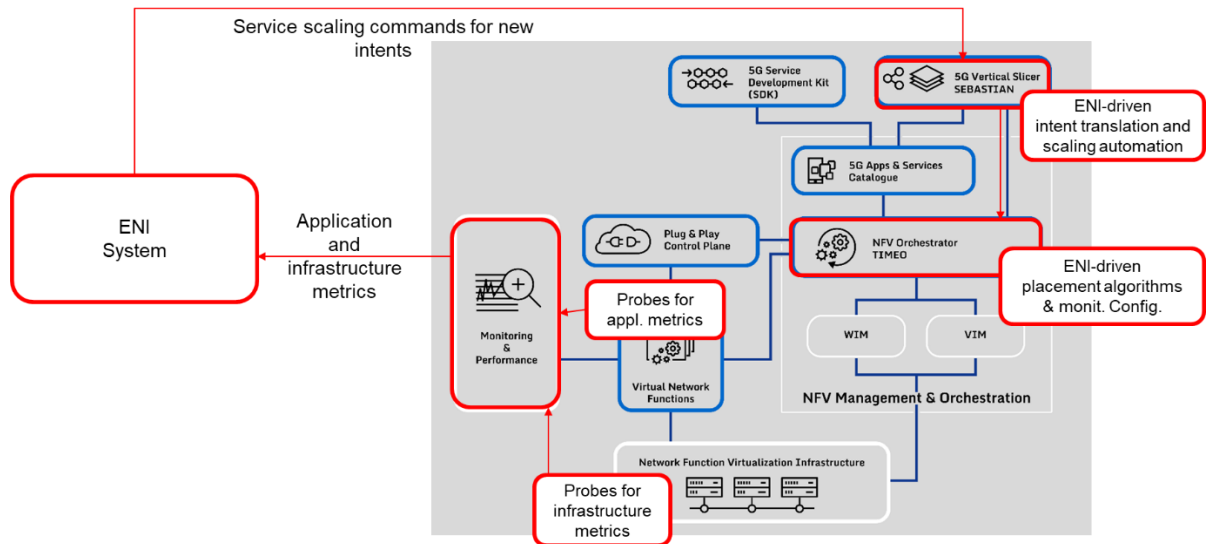 Service scaling commands for new
intents
5G Service
Development Kit
(SDK)
5G Vertical Slicer
SEBASTIAN
ENI-driven
intent translation and
scaling automation
5G Apps & Services
Catalogue
ENI
System
Application
and
infrastructure
metrics
Plug & Play
Control Plane
NFV Orchestrator
TIMEO
ENI-driven
placement algorithms
& monit. Config.
Probes for
appl. metrics
Monitoring
&
Performance
WIM
VIM
Virtual Network
Functions
NFV Management & Orchestration
Network Function Virtualization Infrastructure
Probes for
infrastructure
metrics